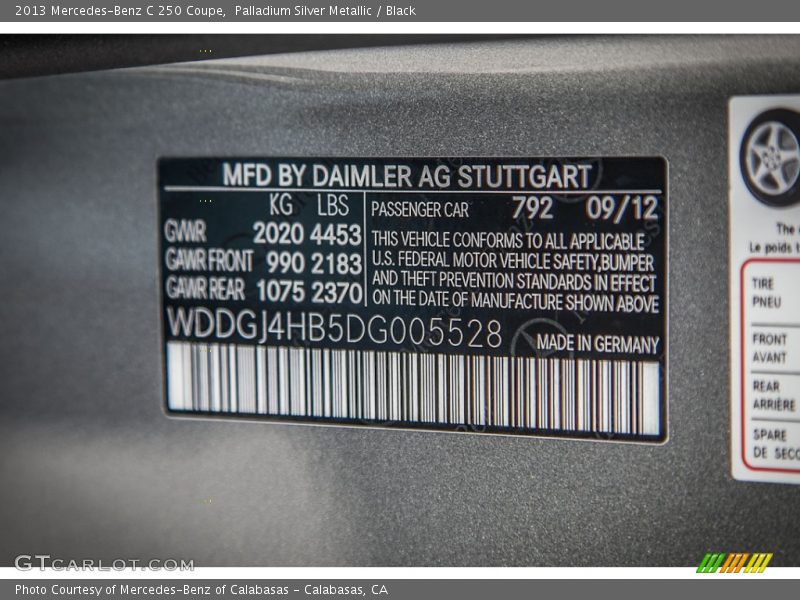 2013 Mercedes-Benz C 250 Coupe,  Palladium Silver Metallic / Black
MFD BY DAIMLER AG STUTTGART
KG LBS
GVWR 2020 4453
GAWR FRONT 990 2183
GAWR REAR 1075 2370
PASSENGER CAR 792 09/12
THIS VEHICLE CONFORMS TO ALL APPLICABLE
U.S. FEDERAL MOTOR VEHICLE SAFETY,BUMPER
AND THEFT PREVENTION STANDARDS IN EFFECT
ON THE DATE OF MANUFACTURE SHOWN ABOVE
WDDGJ4HB5DG005528
MADE IN GERMANY
The
Le poids
TIRE
PNEU
FRONT
AVANT
REAR
ARRIÈRE
SPARE
DE
GTCARLOT.COM
Photo Courtesy of Mercedes-Benz of Calabasas - Calabasas, CA